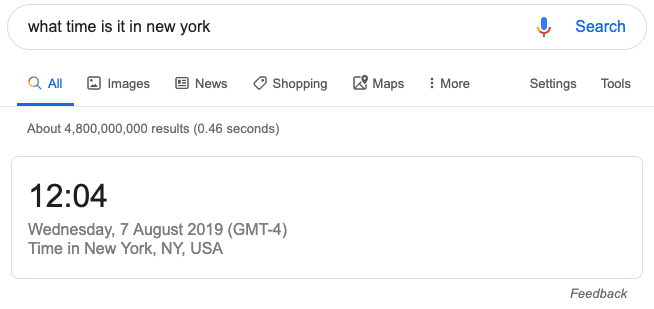 what time is it in new york
Search
All Images News Shopping Maps More Settings Tools
About 4,800,000,000 results (0.46 seconds)
12:04
Wednesday, 7 August 2019 (GMT-4)
Time in New York, NY, USA
Feedback